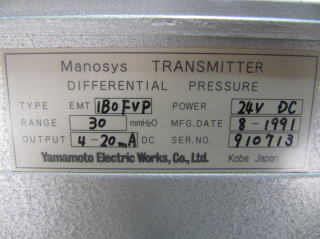 Manosys TRANSMITTER
DIFFERENTIAL PRESSURE
TYPE EMT 1B0FVP POWER 24V DC
RANGE 30 mmH₂O MFG.DATE 8-1991
OUTPUT 4-20mA DC SER.NO. 910713
Yamamoto Electric Works, Co., Ltd. Kobe Japan